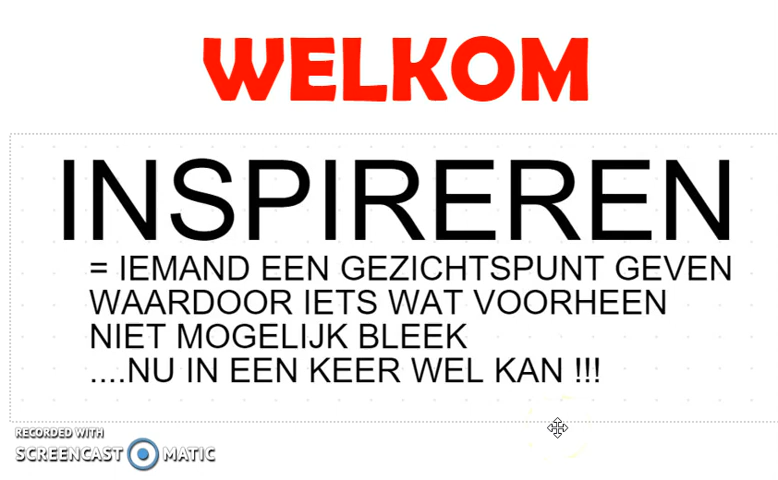 WELKOM
INSPIREREN
= IEMAND EEN GEZICHTSPUNT GEVEN
WAARDOOR IETS WAT VOORHEEN
NIET MOGELIJK BLEEK
....NU IN EEN KEER WEL KAN !!!
RECORDED WITH
SCREENCAST MATIC